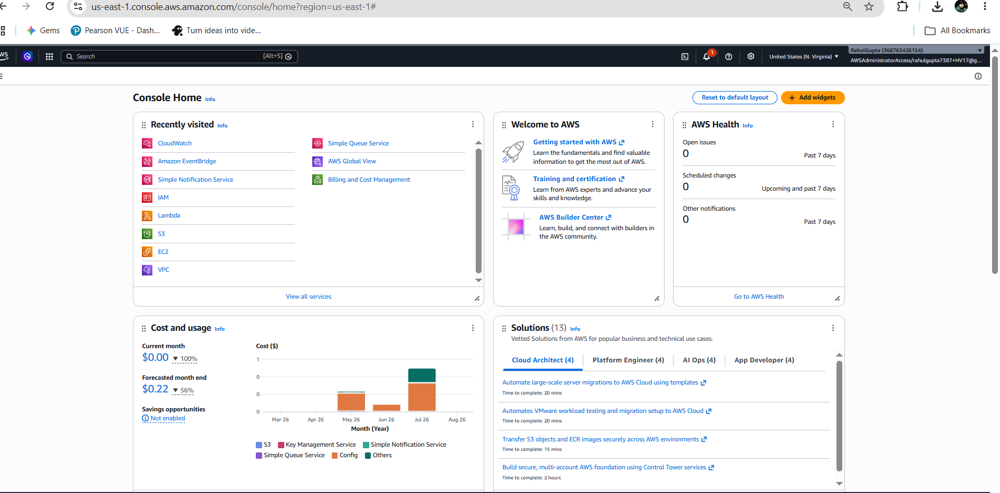 us-east-1.console.aws.amazon.com/console/home?region=us-east-1#
Gems
Pearson VUE - Dash...
Turn ideas into vide...
All Bookmarks
Search
[Alt+S]
1
United States (N. Virginia)
RahulGupta (368763426154)
AWSAdministratorAccess/rahulgupta7387+HV17@g...
Console Home Info
Reset to default layout
+ Add widgets
Recently visited Info
CloudWatch
Amazon EventBridge
Simple Notification Service
IAM
Lambda
S3
EC2
VPC
Simple Queue Service
AWS Global View
Billing and Cost Management
View all services
Welcome to AWS
Getting started with AWS
Learn the fundamentals and find valuable
information to get the most out of AWS.
Training and certification
Learn from AWS experts and advance your
skills and knowledge.
AWS Builder Center
Learn, build, and connect with builders in
the AWS community.
AWS Health Info
Open issues
0
Past 7 days
Scheduled changes
0
Upcoming and past 7 days
Other notifications
0
Past 7 days
Go to AWS Health
Cost and usage Info
Current month
$0.00 100%
Forecasted month end
$0.22 56%
Savings opportunities
Not enabled
Cost ($)
1
0
0
0
Mar 26 Apr 26 May 26 Jun 26 Jul 26 Aug 26
Month (Year)
S3 Key Management Service Simple Notification Service
Simple Queue Service Config Others
Solutions (13) Info
Vetted Solutions from AWS for popular business and technical use cases.
Cloud Architect (4) Platform Engineer (4) AI Ops (4) App Developer (4)
Automate large-scale server migrations to AWS Cloud using templates
Time to complete: 20 mins
Automates VMware workload testing and migration setup to AWS Cloud
Time to complete: 20 mins
Transfer S3 objects and ECR images securely across AWS environments
Time to complete: 15 mins
Build secure, multi-account AWS foundation using Control Tower services
Time to complete: 2 hours